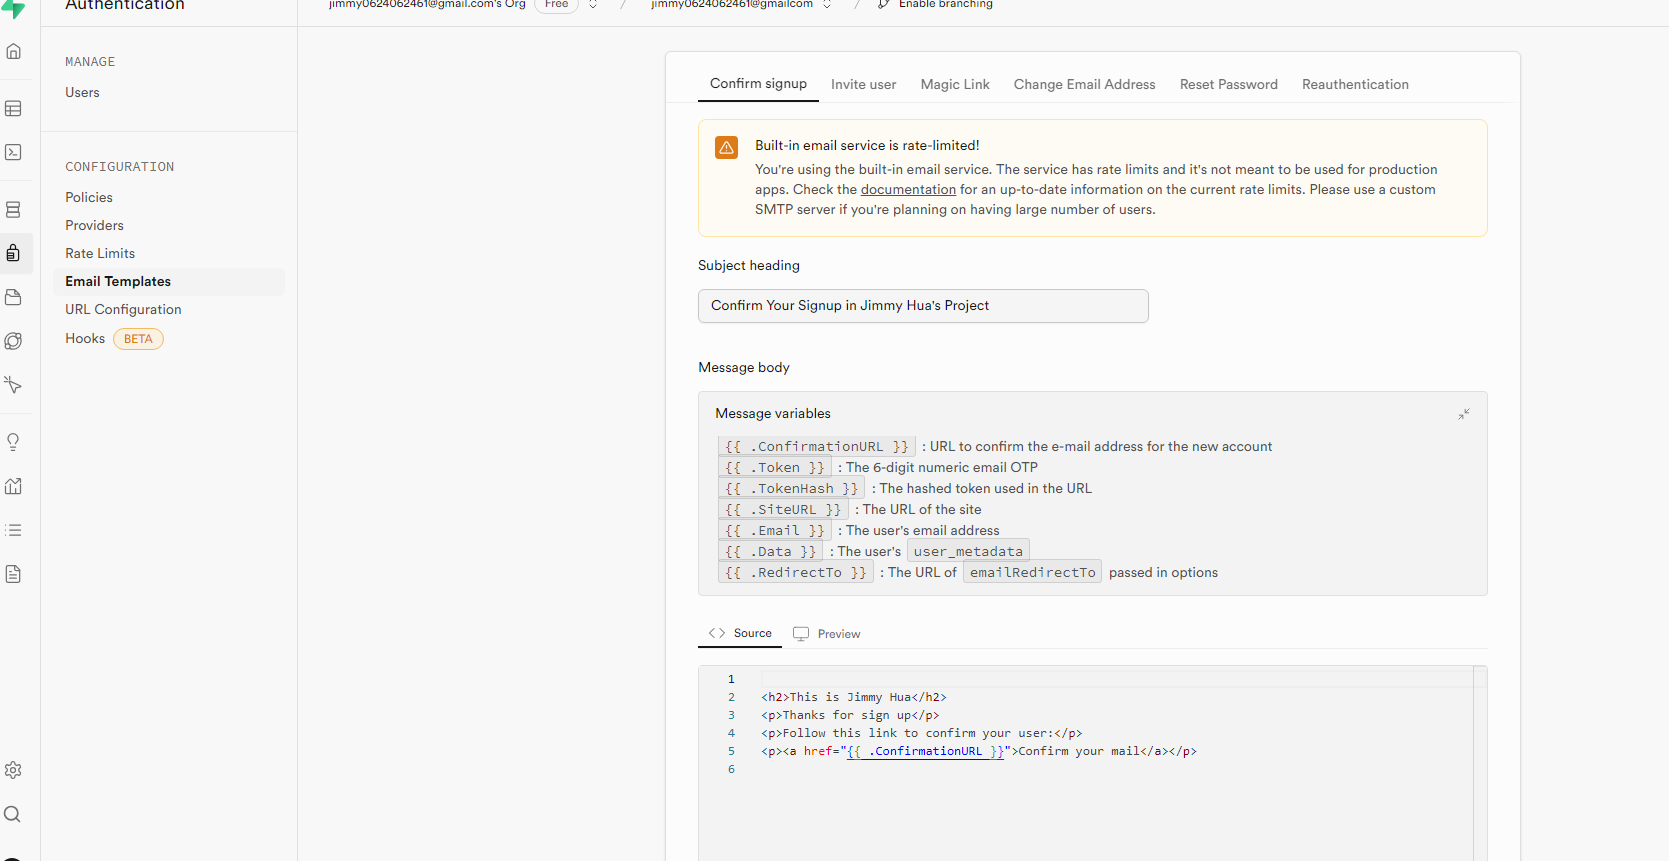 Authentication
jimmy0624062461@gmail.com's Org Free / jimmy0624062461@gmailcom / Enable branching
MANAGE
Users
CONFIGURATION
Policies
Providers
Rate Limits
Email Templates
URL Configuration
Hooks BETA
Confirm signup Invite user Magic Link Change Email Address Reset Password Reauthentication
Built-in email service is rate-limited!
You're using the built-in email service. The service has rate limits and it's not meant to be used for production
apps. Check the documentation for an up-to-date information on the current rate limits. Please use a custom
SMTP server if you're planning on having large number of users.
Subject heading
Confirm Your Signup in Jimmy Hua's Project
Message body
Message variables
{{ .ConfirmationURL }} : URL to confirm the e-mail address for the new account
{{ .Token }} : The 6-digit numeric email OTP
{{ .TokenHash }} : The hashed token used in the URL
{{ .SiteURL }} : The URL of the site
{{ .Email }} : The user's email address
{{ .Data }} : The user's user_metadata
{{ .RedirectTo }} : The URL of emailRedirectTo passed in options
Source Preview
1
2 <h2>This is Jimmy Hua</h2>
3 <p>Thanks for sign up</p>
4 <p>Follow this link to confirm your user:</p>
5 <p><a href="{{ .ConfirmationURL }}">Confirm your mail</a></p>
6